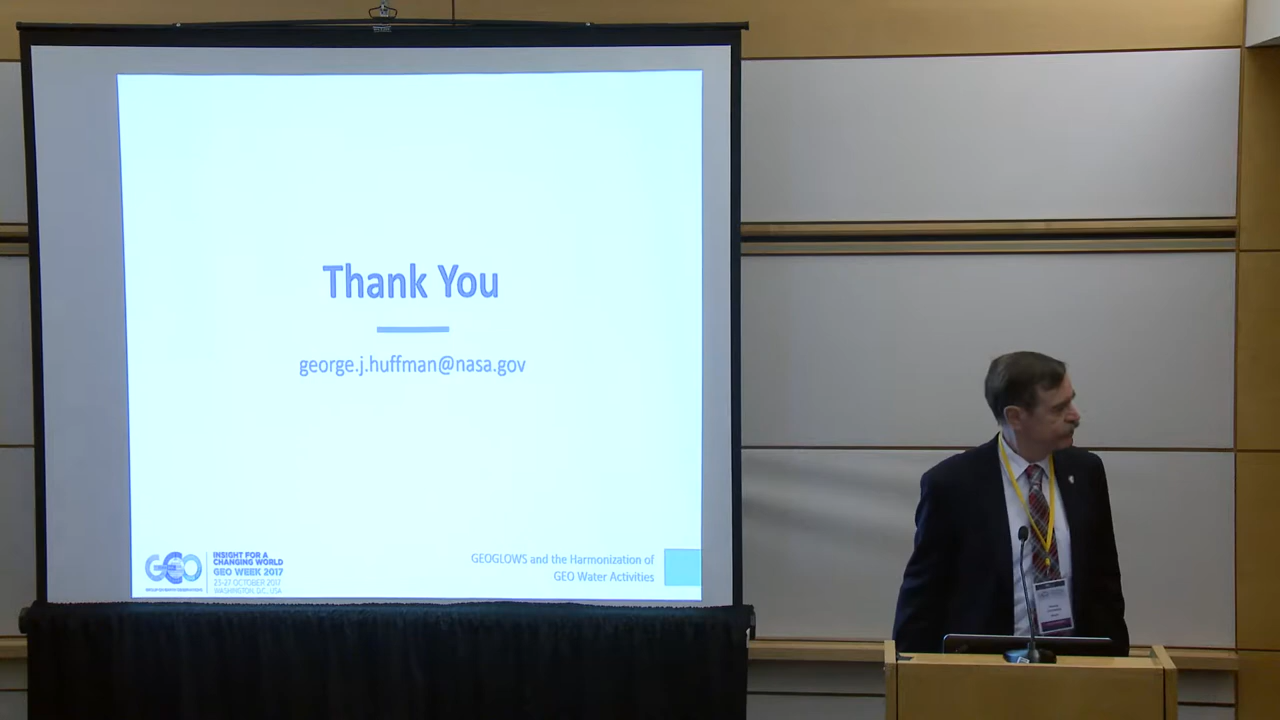 Thank You
george.j.huffman@nasa.gov
GEO
INSIGHT FOR A
CHANGING WORLD
GEO WEEK 2017
23-27 OCTOBER 2017
WASHINGTON, D.C., USA
GEOGLOWS and the Harmonization of
GEO Water Activities